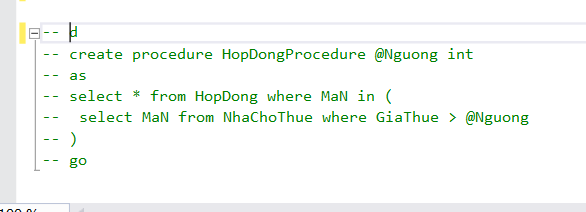 -- d
-- create procedure HopDongProcedure @Nguong int
-- as
-- select * from HopDong where MaN in (
--  select MaN from NhaChoThue where GiaThue > @Nguong
-- )
-- go